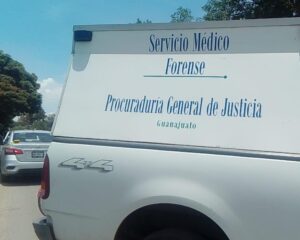 Servicio Médico
Forense
Procuraduría General de Justicia
Guanajuato
4x4